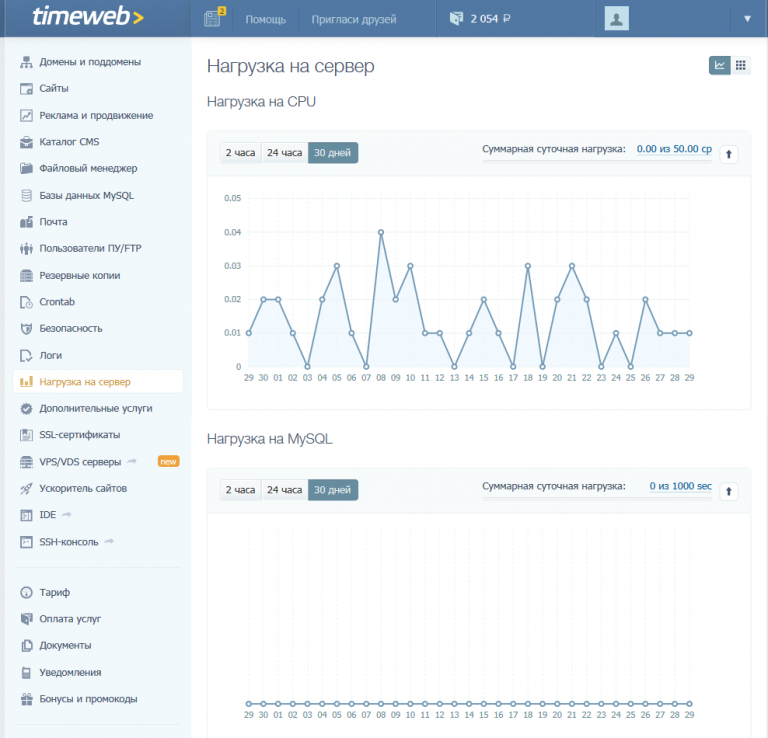 timeweb>
2
Помощь
Пригласи друзей
2 054 ₽
Домены и поддомены
Сайты
Реклама и продвижение
Каталог CMS
Файловый менеджер
Базы данных MySQL
Почта
Пользователи ПУ/FTP
Резервные копии
Crontab
Безопасность
Логи
Нагрузка на сервер
Дополнительные услуги
SSL-сертификаты
VPS/VDS серверы new
Ускоритель сайтов
IDE
SSH-консоль
Тариф
Оплата услуг
Документы
Уведомления
Бонусы и промокоды
Нагрузка на сервер
Нагрузка на CPU
2 часа 24 часа 30 дней Суммарная суточная нагрузка: 0.00 из 50.00 cp
0.05
0.04
0.03
0.02
0.01
0
29 30 01 02 03 04 05 06 07 08 09 10 11 12 13 14 15 16 17 18 19 20 21 22 23 24 25 26 27 28 29
Нагрузка на MySQL
2 часа 24 часа 30 дней Суммарная суточная нагрузка: 0 из 1000 sec
29 30 01 02 03 04 05 06 07 08 09 10 11 12 13 14 15 16 17 18 19 20 21 22 23 24 25 26 27 28 29